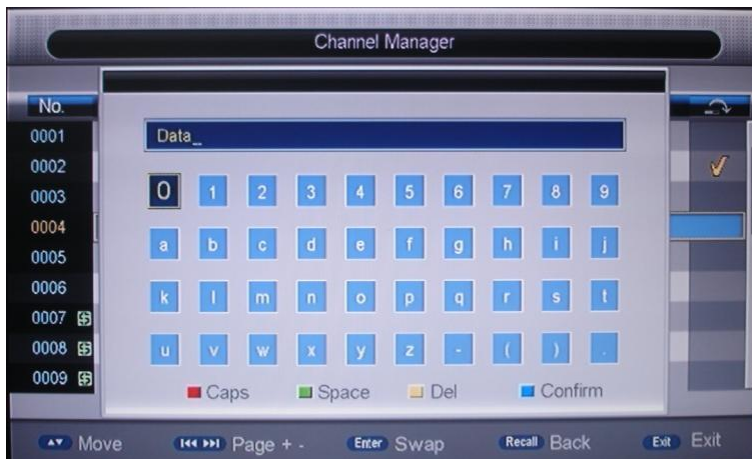 Channel Manager
No.
0001
Data_
0002
0003
0 1 2 3 4 5 6 7 8 9
0004
a b c d e f g h i j
0005
0006
k l m n o p q r s t
0007 $
0008 $
u v w x y z - ( ) .
0009 $
Caps Space Del Confirm
Move Page + - Enter Swap Recall Back Exit Exit